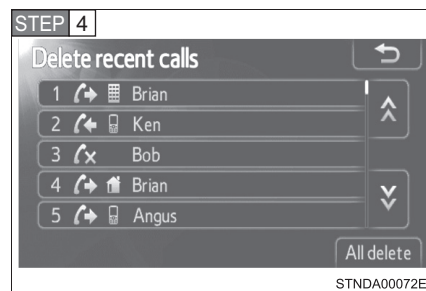 STEP 4
Delete recent calls
1 Brian
2 Ken
3 Bob
4 Brian
5 Angus
All delete
STNDA00072E